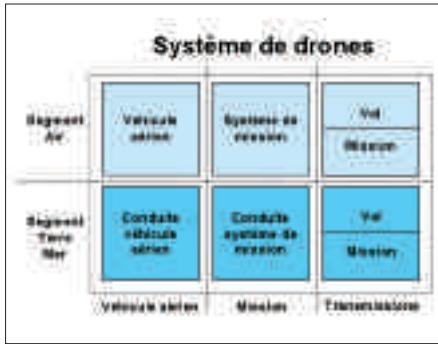 Système de drones
Segment Air
Véhicule aérien
Système de mission
Vol
Mission
Segment Terre Mer
Conduite véhicule aérien
Conduite système de mission
Vol
Mission
Véhicule aérien
Mission
Transmissions